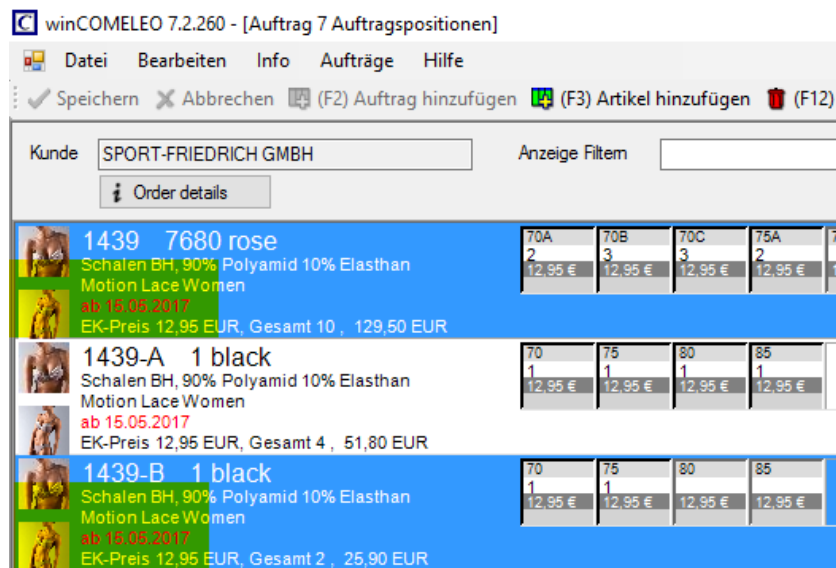 winCOMELEO 7.2.260 - [Auftrag 7 Auftragspositionen]
Datei Bearbeiten Info Aufträge Hilfe
Speichern Abbrechen (F2) Auftrag hinzufügen (F3) Artikel hinzufügen (F12)
Kunde SPORT-FRIEDRICH GMBH Anzeige Filtern
Order details
1439 7680 rose
Schalen BH, 90% Polyamid 10% Elasthan
Motion Lace Women
ab 15.05.2017
EK-Preis 12,95 EUR, Gesamt 10 , 129,50 EUR
70A 70B 70C 75A
2 3 3 2
12,95 € 12,95 € 12,95 € 12,95 €
1439-A 1 black
Schalen BH, 90% Polyamid 10% Elasthan
Motion Lace Women
ab 15.05.2017
EK-Preis 12,95 EUR, Gesamt 4 , 51,80 EUR
70 75 80 85
1 1 1 1
12,95 € 12,95 € 12,95 € 12,95 €
1439-B 1 black
Schalen BH, 90% Polyamid 10% Elasthan
Motion Lace Women
ab 15.05.2017
EK-Preis 12,95 EUR, Gesamt 2 , 25,90 EUR
70 75 80 85
1 1
12,95 € 12,95 € 12,95 € 12,95 €